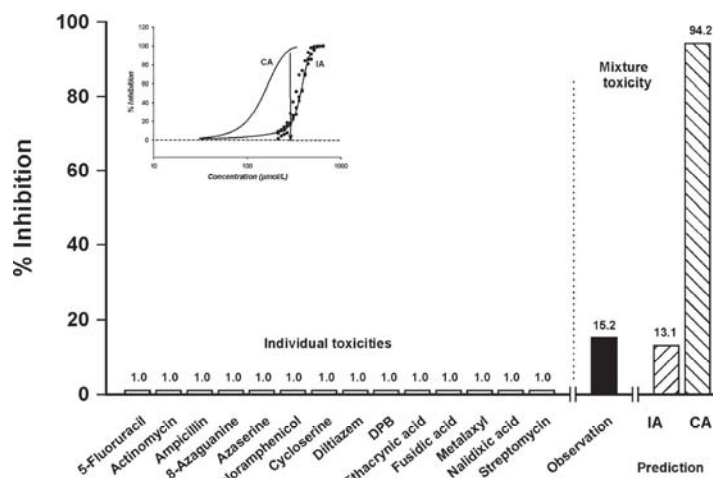 100
80
60
40
20
0
% Inhibition
120
100
80
60
40
20
0
% Inhibition
CA
IA
10
100
1000
Concentration (µmol/L)
Mixture
toxicity
94.2
15.2
13.1
Individual toxicities
1.0 1.0 1.0 1.0 1.0 1.0 1.0 1.0 1.0 1.0 1.0 1.0 1.0 1.0
5-Fluoruracil
Actinomycin
Ampicillin
8-Azaguanine
Azaserine
loramphenicol
Cycloserine
Diltiazem
DPB
Ethacrynic acid
Fusidic acid
Metalaxyl
Nalidixic acid
Streptomycin
Observation
IA CA
Prediction